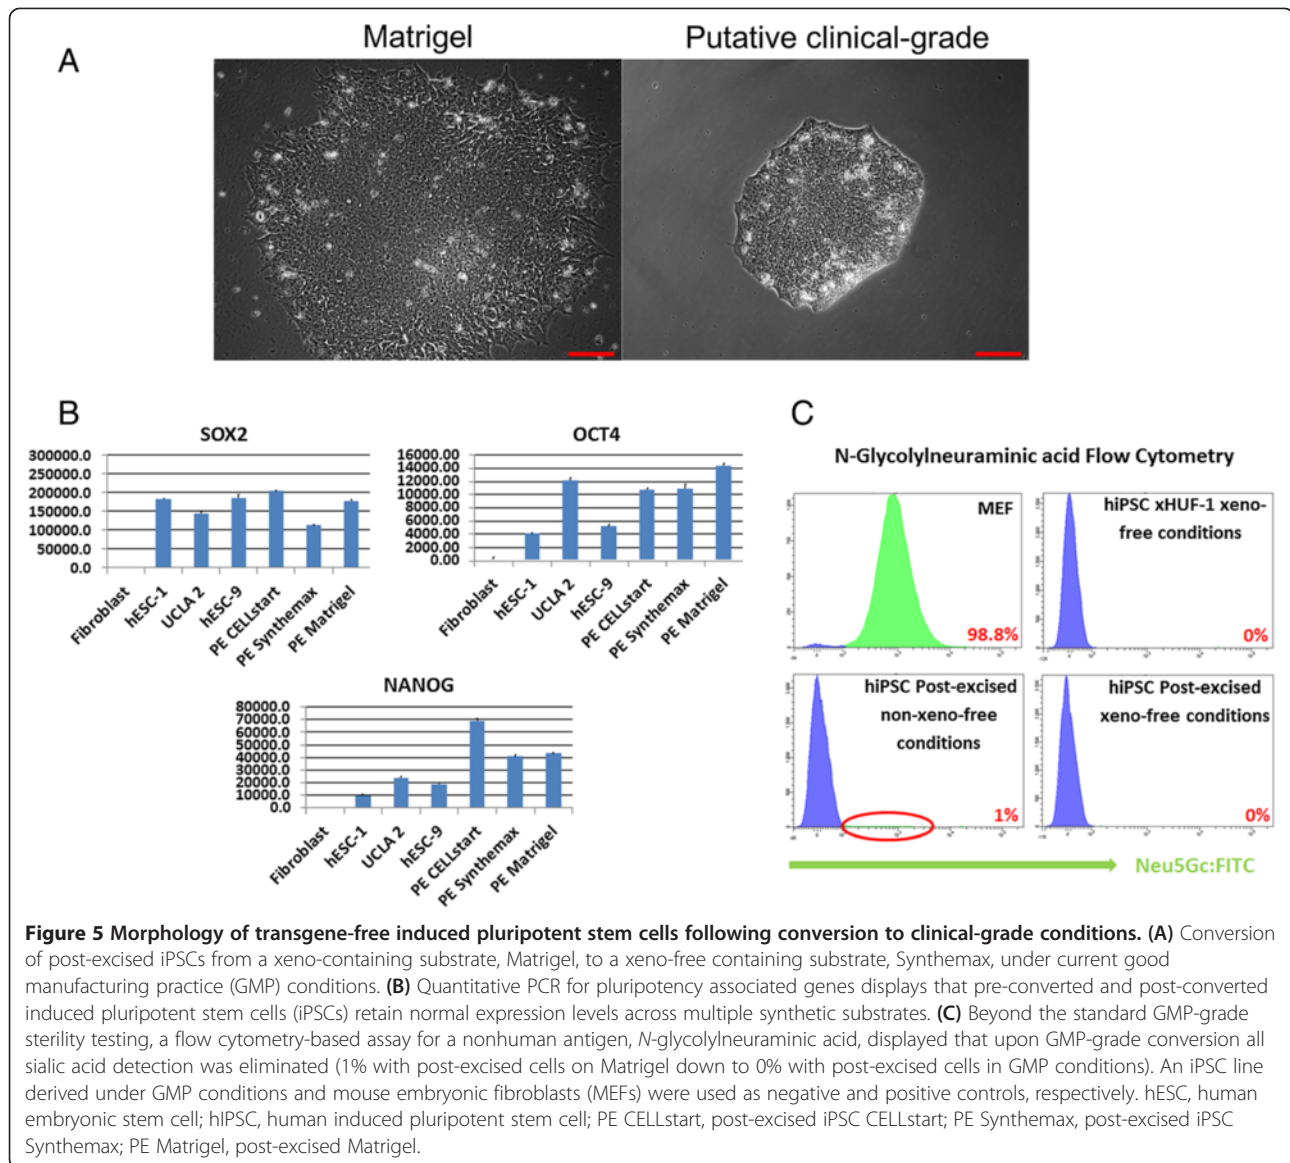 A
Matrigel
Putative clinical-grade
B
SOX2
300000.0
250000.0
200000.0
150000.0
100000.0
50000.0
0.0
Fibroblast
hESC-1
UCLA 2
hESC-9
PE CELLstart
PE Synthemax
PE Matrigel
OCT4
16000.00
14000.00
12000.00
10000.00
8000.00
6000.00
4000.00
2000.00
0.00
Fibroblast
hESC-1
UCLA 2
hESC-9
PE CELLstart
PE Synthemax
PE Matrigel
NANOG
80000.0
70000.0
60000.0
50000.0
40000.0
30000.0
20000.0
10000.0
0.0
Fibroblast
hESC-1
UCLA 2
hESC-9
PE CELLstart
PE Synthemax
PE Matrigel
C
N-Glycolylneuraminic acid Flow Cytometry
MEF
98.8%
hiPSC xHUF-1 xeno-
free conditions
0%
hiPSC Post-excised
non-xeno-free
conditions
1%
hiPSC Post-excised
xeno-free conditions
0%
Neu5Gc:FITC
Figure 5 Morphology of transgene-free induced pluripotent stem cells following conversion to clinical-grade conditions. (A) Conversion
of post-excised iPSCs from a xeno-containing substrate, Matrigel, to a xeno-free containing substrate, Synthemax, under current good
manufacturing practice (GMP) conditions. (B) Quantitative PCR for pluripotency associated genes displays that pre-converted and post-converted
induced pluripotent stem cells (iPSCs) retain normal expression levels across multiple synthetic substrates. (C) Beyond the standard GMP-grade
sterility testing, a flow cytometry-based assay for a nonhuman antigen, N-glycolylneuraminic acid, displayed that upon GMP-grade conversion all
sialic acid detection was eliminated (1% with post-excised cells on Matrigel down to 0% with post-excised cells in GMP conditions). An iPSC line
derived under GMP conditions and mouse embryonic fibroblasts (MEFs) were used as negative and positive controls, respectively. hESC, human
embryonic stem cell; hIPSC, human induced pluripotent stem cell; PE CELLstart, post-excised iPSC CELLstart; PE Synthemax, post-excised iPSC
Synthemax; PE Matrigel, post-excised Matrigel.